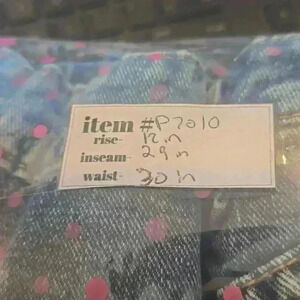 item #P7010
rise- 12 in
inseam- 29 in
waist- 30 in